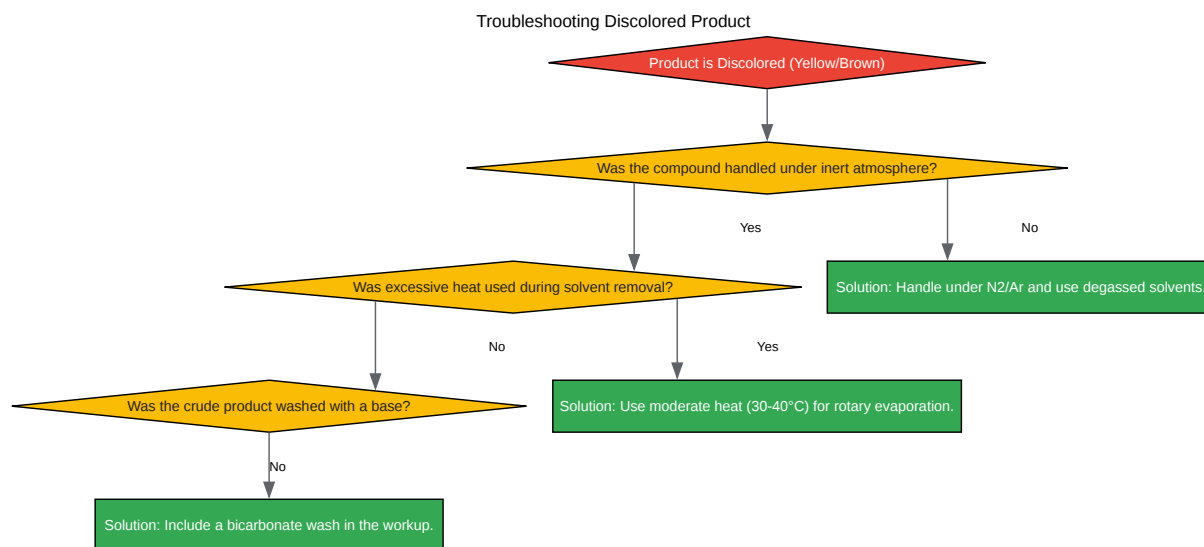 Troubleshooting Discolored Product
Product is Discolored (Yellow/Brown)
Was the compound handled under inert atmosphere?
Yes
No
Was excessive heat used during solvent removal?
Solution: Handle under N2/Ar and use degassed solvents.
No
Yes
Was the crude product washed with a base?
Solution: Use moderate heat (30-40°C) for rotary evaporation.
No
Solution: Include a bicarbonate wash in the workup.